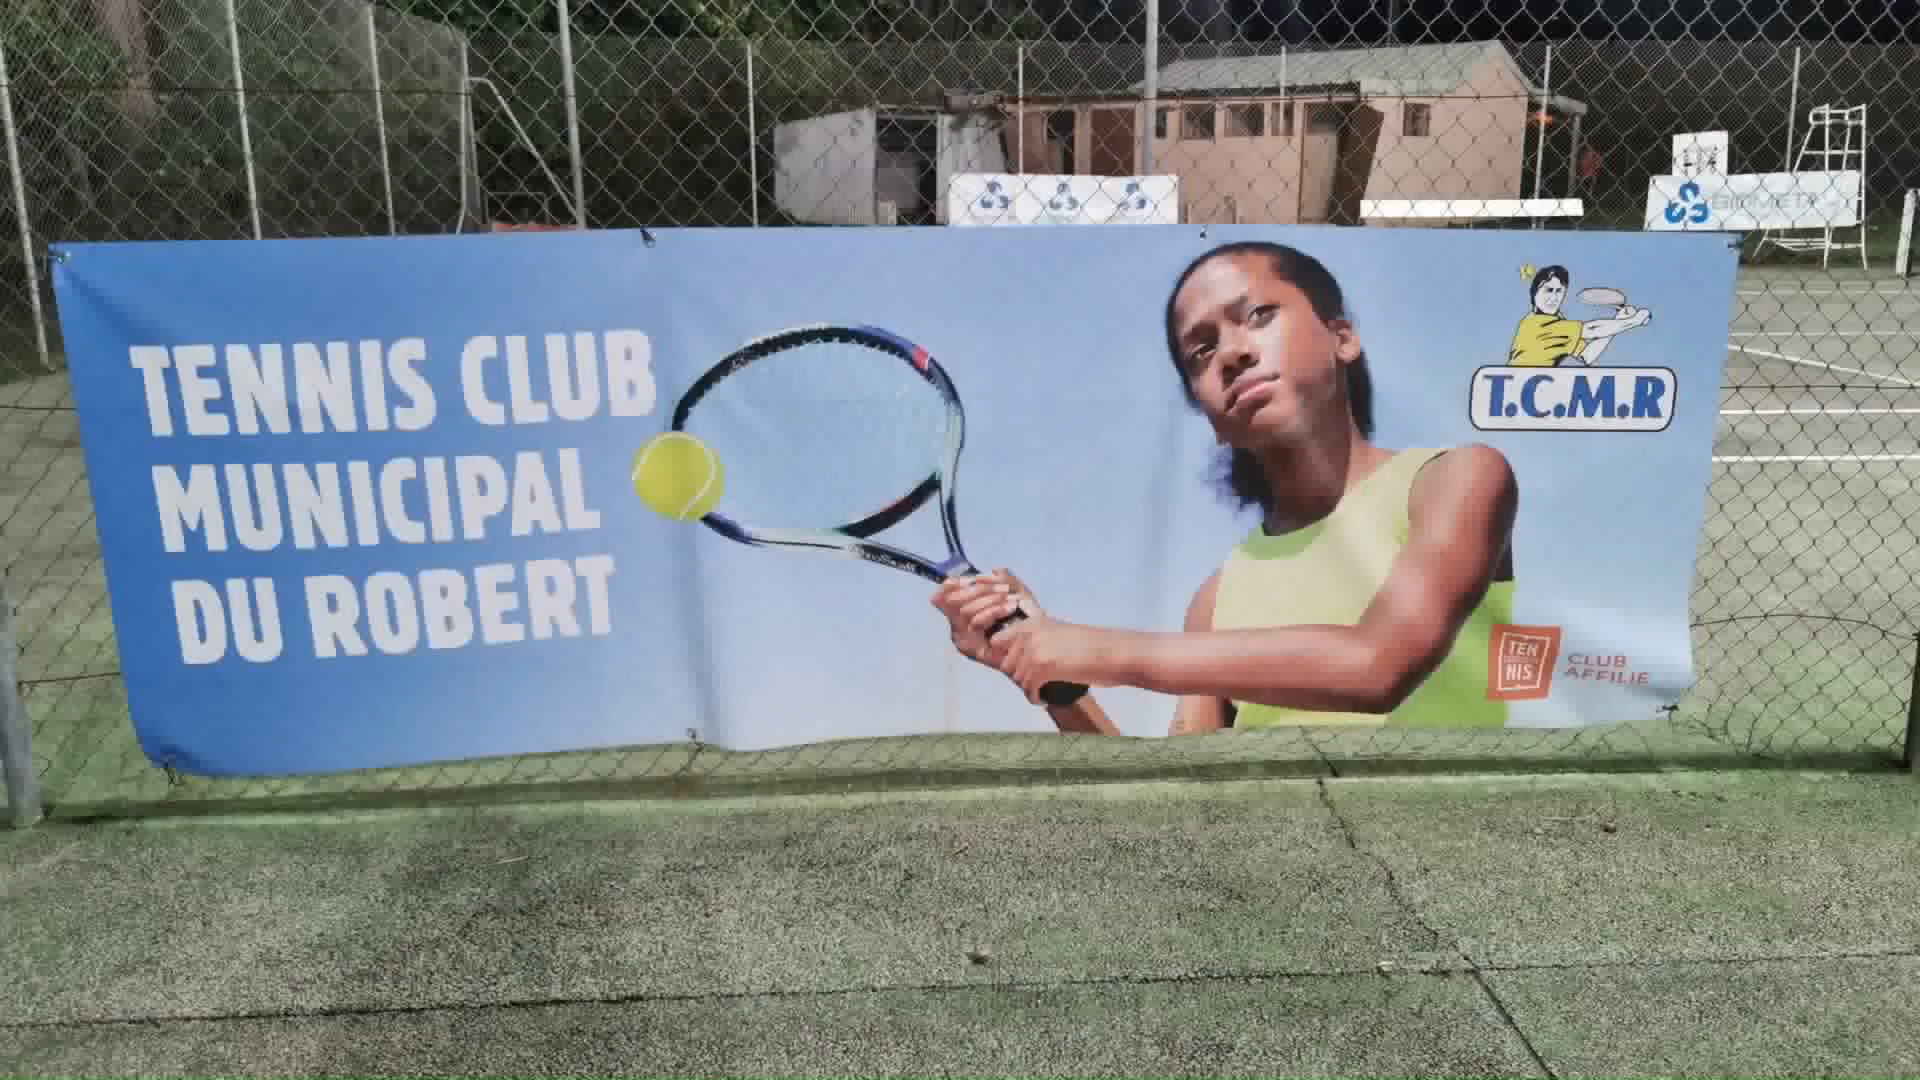 TENNIS CLUB
MUNICIPAL
DU ROBERT
T.C.M.R
TEN
NIS
CLUB
AFFILIE